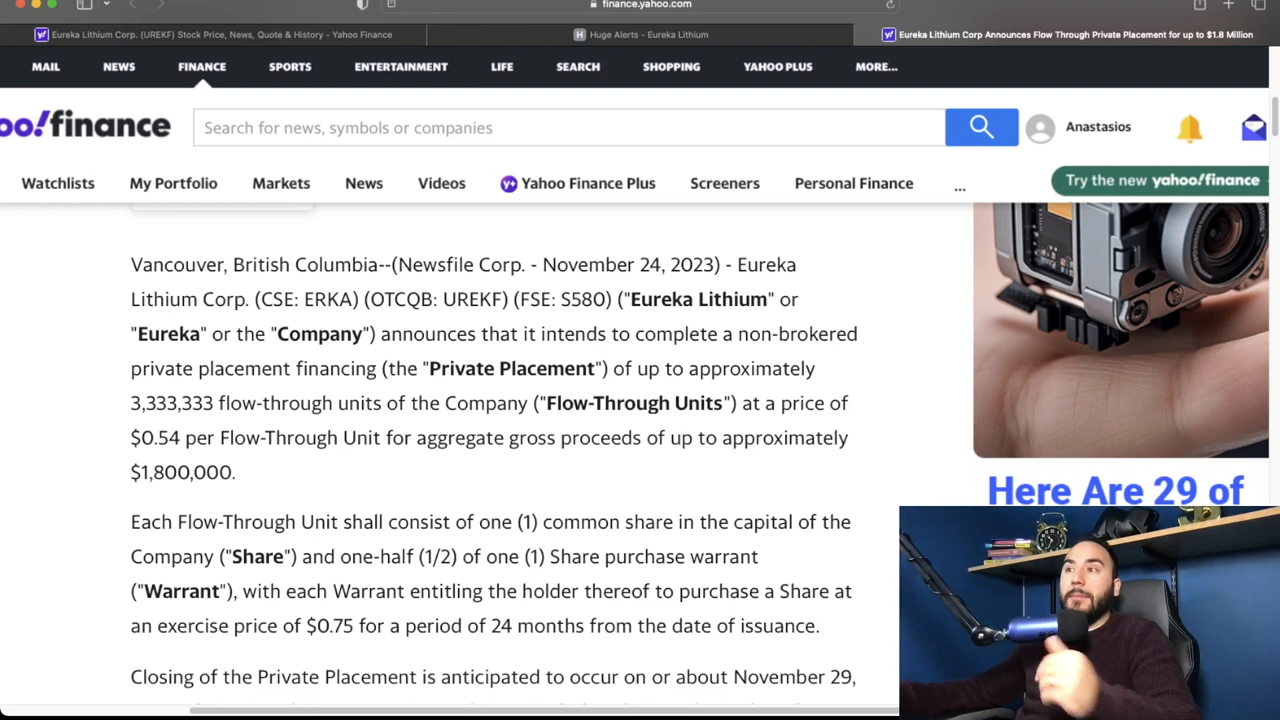 finance.yahoo.com
Eureka Lithium Corp. (UREKF) Stock Price, News, Quote & History - Yahoo Finance
Huge Alerts - Eureka Lithium
Eureka Lithium Corp Announces Flow Through Private Placement for up to $1.8 Million
MAIL NEWS FINANCE SPORTS ENTERTAINMENT LIFE SEARCH SHOPPING YAHOO PLUS MORE...
oo!finance
Search for news, symbols or companies
Anastasios
Watchlists My Portfolio Markets News Videos Y+ Yahoo Finance Plus Screeners Personal Finance ...
Try the new yahoo!finance
Vancouver, British Columbia--(Newsfile Corp. - November 24, 2023) - Eureka
Lithium Corp. (CSE: ERKA) (OTCQB: UREKF) (FSE: S580) ("Eureka Lithium" or
"Eureka" or the "Company") announces that it intends to complete a non-brokered
private placement financing (the "Private Placement") of up to approximately
3,333,333 flow-through units of the Company ("Flow-Through Units") at a price of
$0.54 per Flow-Through Unit for aggregate gross proceeds of up to approximately
$1,800,000.
Each Flow-Through Unit shall consist of one (1) common share in the capital of the
Company ("Share") and one-half (1/2) of one (1) Share purchase warrant
("Warrant"), with each Warrant entitling the holder thereof to purchase a Share at
an exercise price of $0.75 for a period of 24 months from the date of issuance.
Closing of the Private Placement is anticipated to occur on or about November 29,
Here Are 29 of